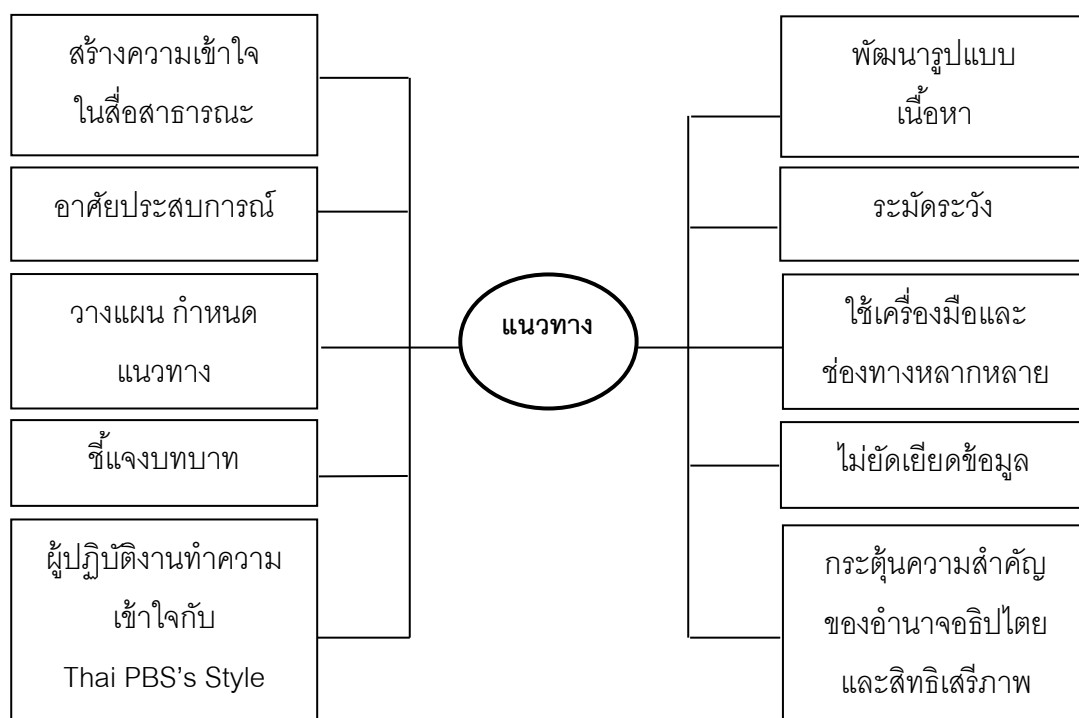 สร้างความเข้าใจ
ในสื่อสาธารณะ
อาศัยประสบการณ์
วางแผน กำหนด
แนวทาง
ชี้แจงบทบาท
ผู้ปฏิบัติงานทำความ
เข้าใจกับ
Thai PBS’s Style
แนวทาง
พัฒนารูปแบบ
เนื้อหา
ระมัดระวัง
ใช้เครื่องมือและ
ช่องทางหลากหลาย
ไม่ยัดเยียดข้อมูล
กระตุ้นความสำคัญ
ของอำนาจอธิปไตย
และสิทธิเสรีภาพ